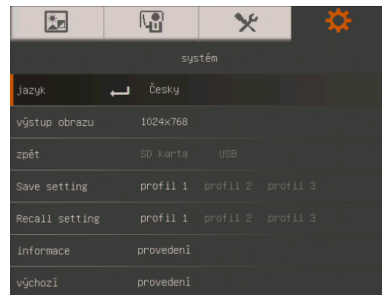 systém
jazyk Česky
výstup obrazu 1024x768
zpět SD karta USB
Save setting profil 1 profil 2 profil 3
Recall setting profil 1 profil 2 profil 3
informace provedení
výchozí provedení